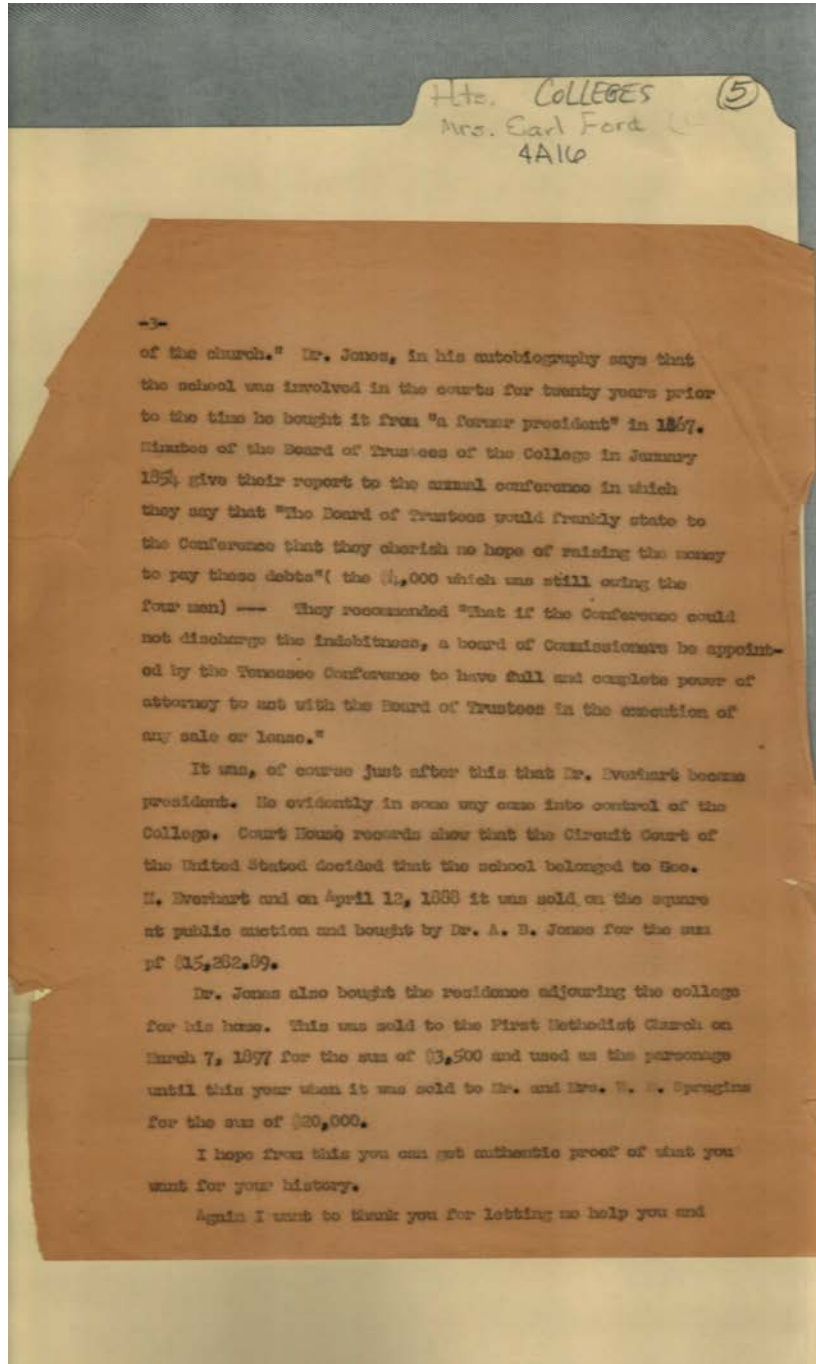 Hts. COLLEGES 5
Mrs. Earl Ford
4A16
-3-
of the church." Dr. Jones, in his autobiography says that
the school was involved in the courts for twenty years prior
to the time he bought it from "a former president" in 1867.
Minutes of the Board of Trustees of the College in January
1854 give their report to the annual conference in which
they say that "The Board of Trustees would frankly state to
the Conference that they cherish no hope of raising the money
to pay these debts"( the $4,000 which was still owing the
four men) --- They recommended "That if the Conference could
not discharge the indebitness, a board of Commissioners be appoint-
ed by the Tenessee Conference to have full and complete power of
attorney to act with the Board of Trustees in the execution of
any sale or lease."
It was, of course just after this that Dr. Everhart became
president. He evidently in some way came into control of the
College. Court House records show that the Circuit Court of
the United Stated decided that the school belonged to Geo.
Everhart and on April 12, 1888 it was sold on the square
at public auction and bought by Dr. A. B. Jones for the sum
pf $15,282.89.
Dr. Jones also bought the residence adjouring the college
for his home. This was sold to the First Methodist Church on
March 7, 1897 for the sum of $3,500 and used as the parsonage
until this year when it was sold to Mr. and Mrs. Spragins
for the sum of $20,000.
I hope from this you can get authentic proof of what you
want for your history.
Again I want to thank you for letting me help you and